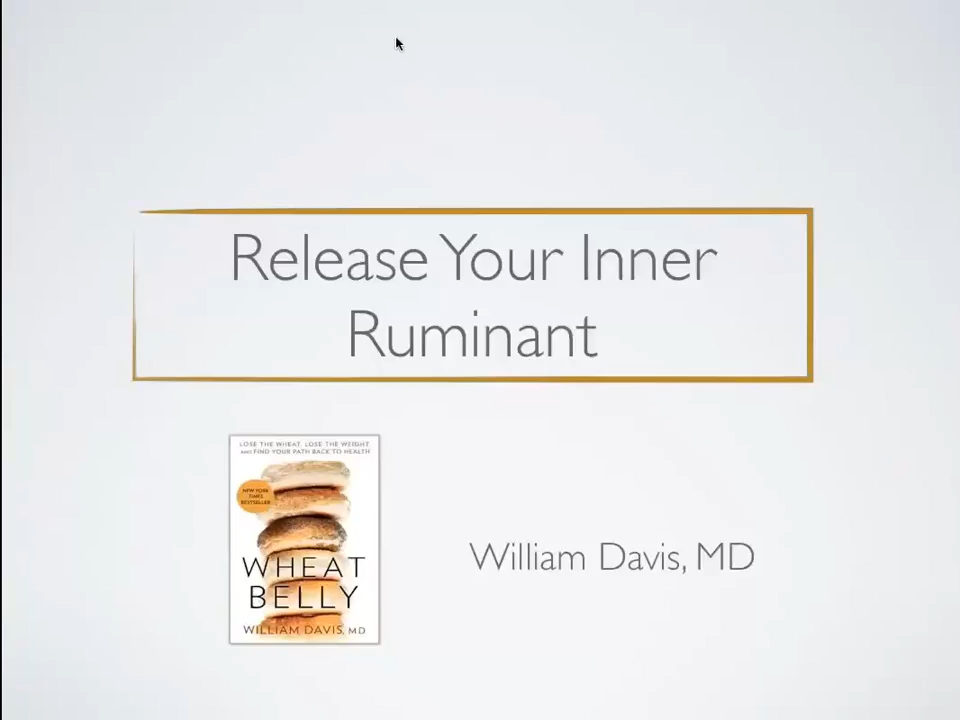 Release Your Inner
Ruminant
LOSE THE WHEAT, LOSE THE WEIGHT,
AND FIND YOUR PATH BACK TO HEALTH
NEW YORK
TIMES
BESTSELLER
WHEAT
BELLY
WILLIAM DAVIS, MD
William Davis, MD